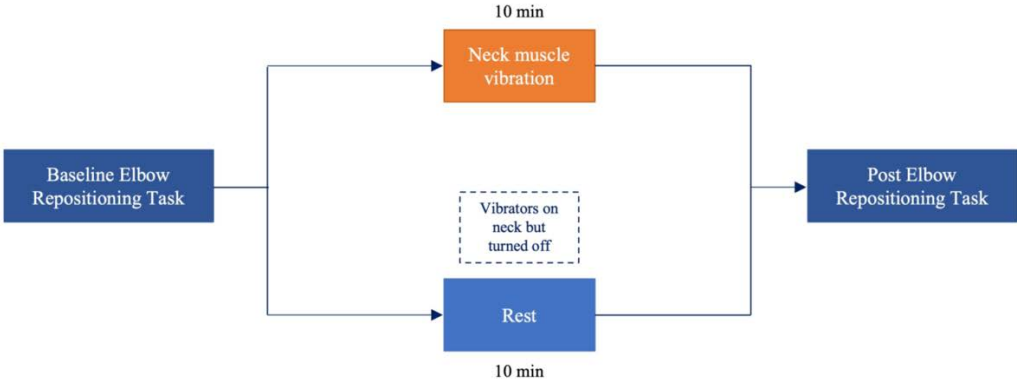 10 min
Neck muscle
vibration
Baseline Elbow
Repositioning Task
Post Elbow
Repositioning Task
Vibrators on
neck but
turned off
Rest
10 min